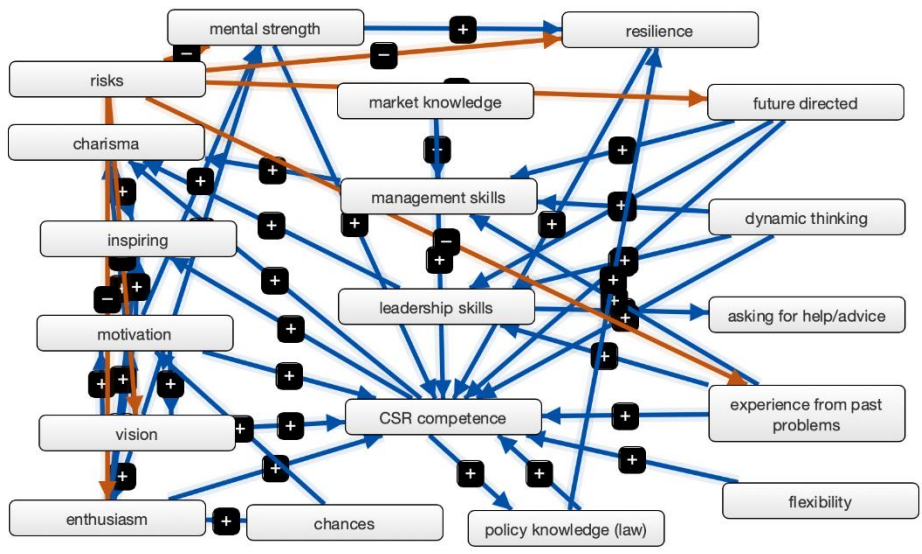 mental strength
resilience
risks
market knowledge
future directed
charisma
management skills
dynamic thinking
inspiring
leadership skills
asking for help/advice
motivation
experience from past
problems
CSR competence
vision
flexibility
enthusiasm
chances
policy knowledge (law)